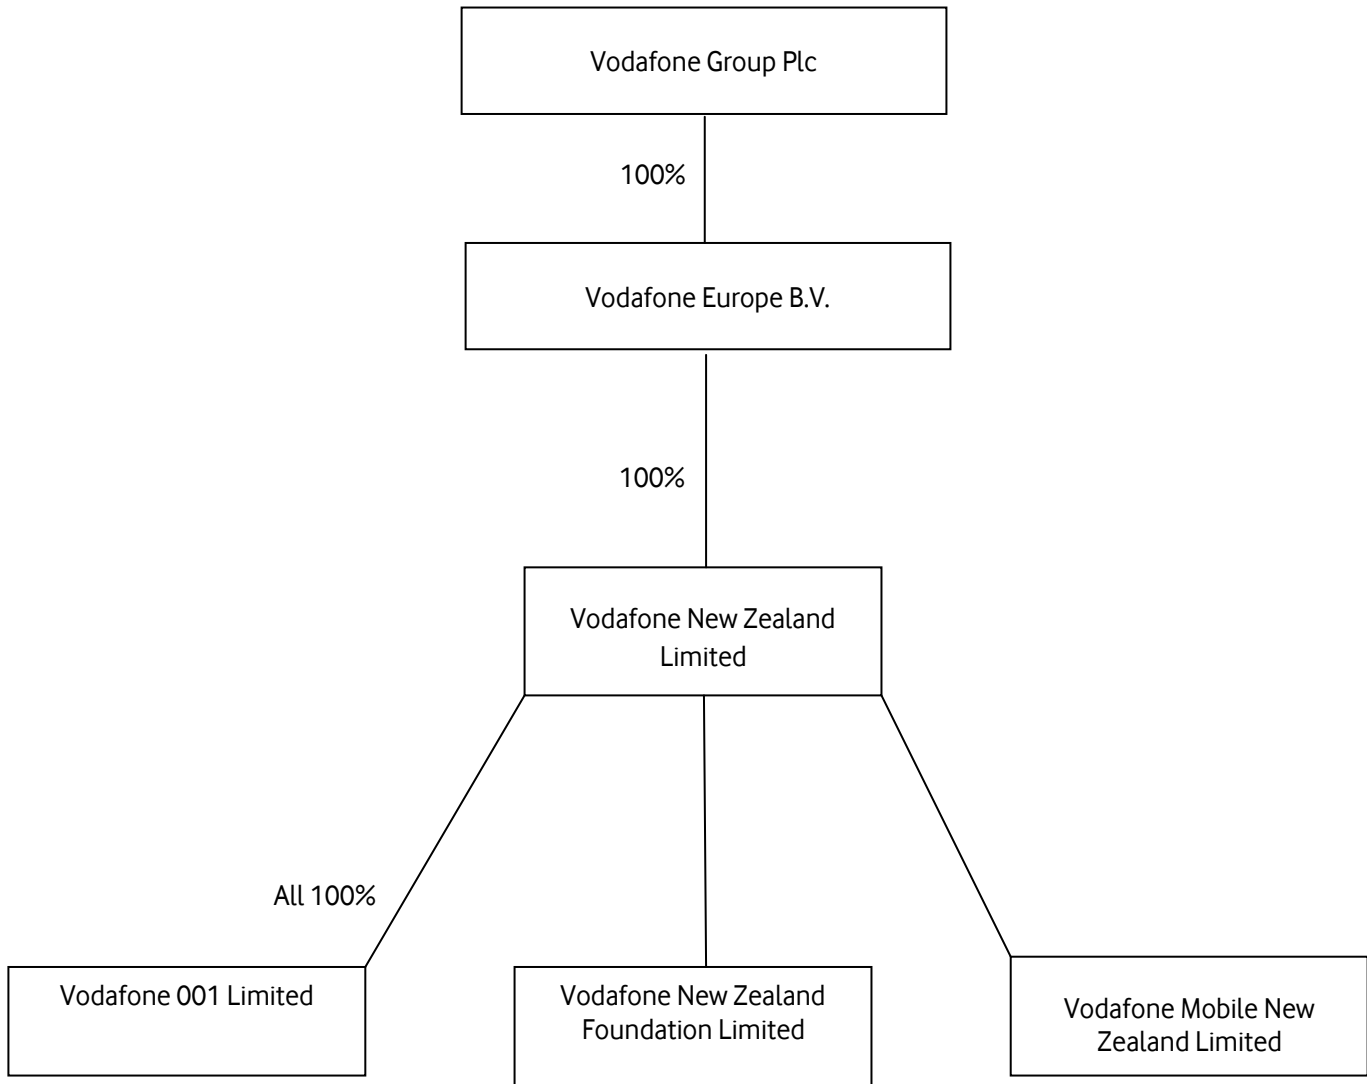 Vodafone Group Plc
100%
Vodafone Europe B.V.
100%
Vodafone New Zealand
Limited
All 100%
Vodafone 001 Limited
Vodafone New Zealand
Foundation Limited
Vodafone Mobile New
Zealand Limited